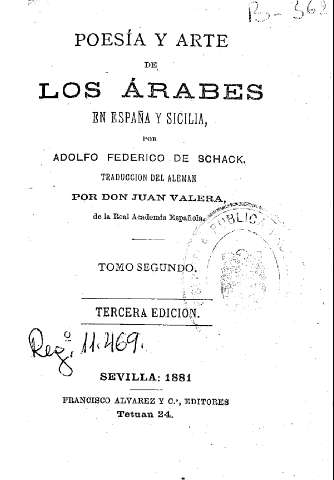 B-362
POESÍA Y ARTE
DE
LOS ÁRABES
EN ESPAÑA Y SICILIA,
POR
ADOLFO FEDERICO DE SCHACK.
TRADUCCION DEL ALEMAN
POR DON JUAN VALERA,
de la Real Academia Española.
PUBLIC
TOMO SEGUNDO.
TERCERA EDICION.
Reg.º 11.469.
SEVILLA: 1881
FRANCISCO ALVAREZ Y C.ª, EDITORES
Tetuan 24.